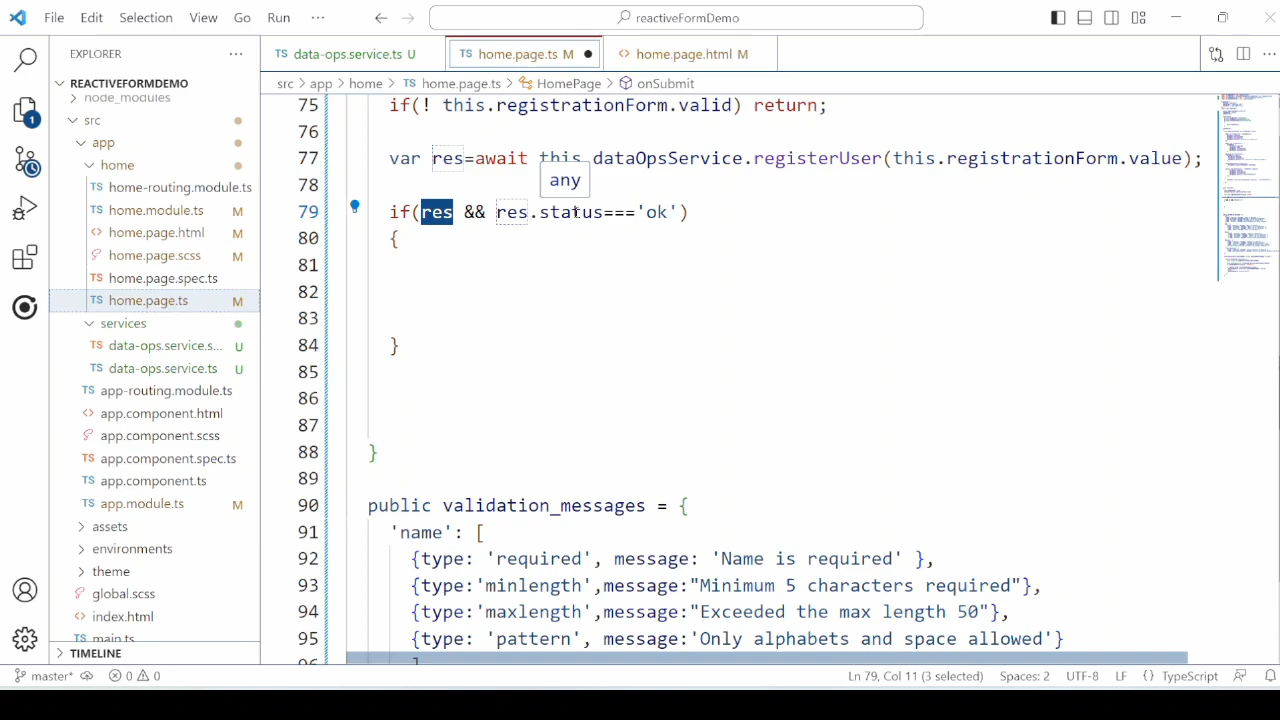 File Edit Selection View Go Run ··· reactiveFormDemo
EXPLORER ···
REACTIVEFORMDEMO
node_modules
src
app
home
home-routing.module.ts
home.module.ts M
home.page.html M
home.page.scss M
home.page.spec.ts
home.page.ts M
services
data-ops.service.s... U
data-ops.service.ts U
app-routing.module.ts
app.component.html
app.component.scss
app.component.spec.ts
app.component.ts
app.module.ts M
assets
environments
theme
global.scss
index.html
main.ts
TIMELINE
data-ops.service.ts U
home.page.ts M
home.page.html M
src > app > home > home.page.ts > HomePage > onSubmit
75 if(! this.registrationForm.valid) return;
76
77 var res=await this dataOpsService.registerUser(this.registrationForm.value);
any
78
79 if(res && res.status==='ok')
80 {
81
82
83
84 }
85
86
87
88 }
89
90 public validation_messages = {
91 'name': [
92 {type: 'required', message: 'Name is required' },
93 {type:'minlength',message:"Minimum 5 characters required"},
94 {type:'maxlength',message:"Exceeded the max length 50"},
95 {type: 'pattern', message:'Only alphabets and space allowed'}
96 ]
master* 0 0 Ln 79, Col 11 (3 selected) Spaces: 2 UTF-8 LF {} TypeScript